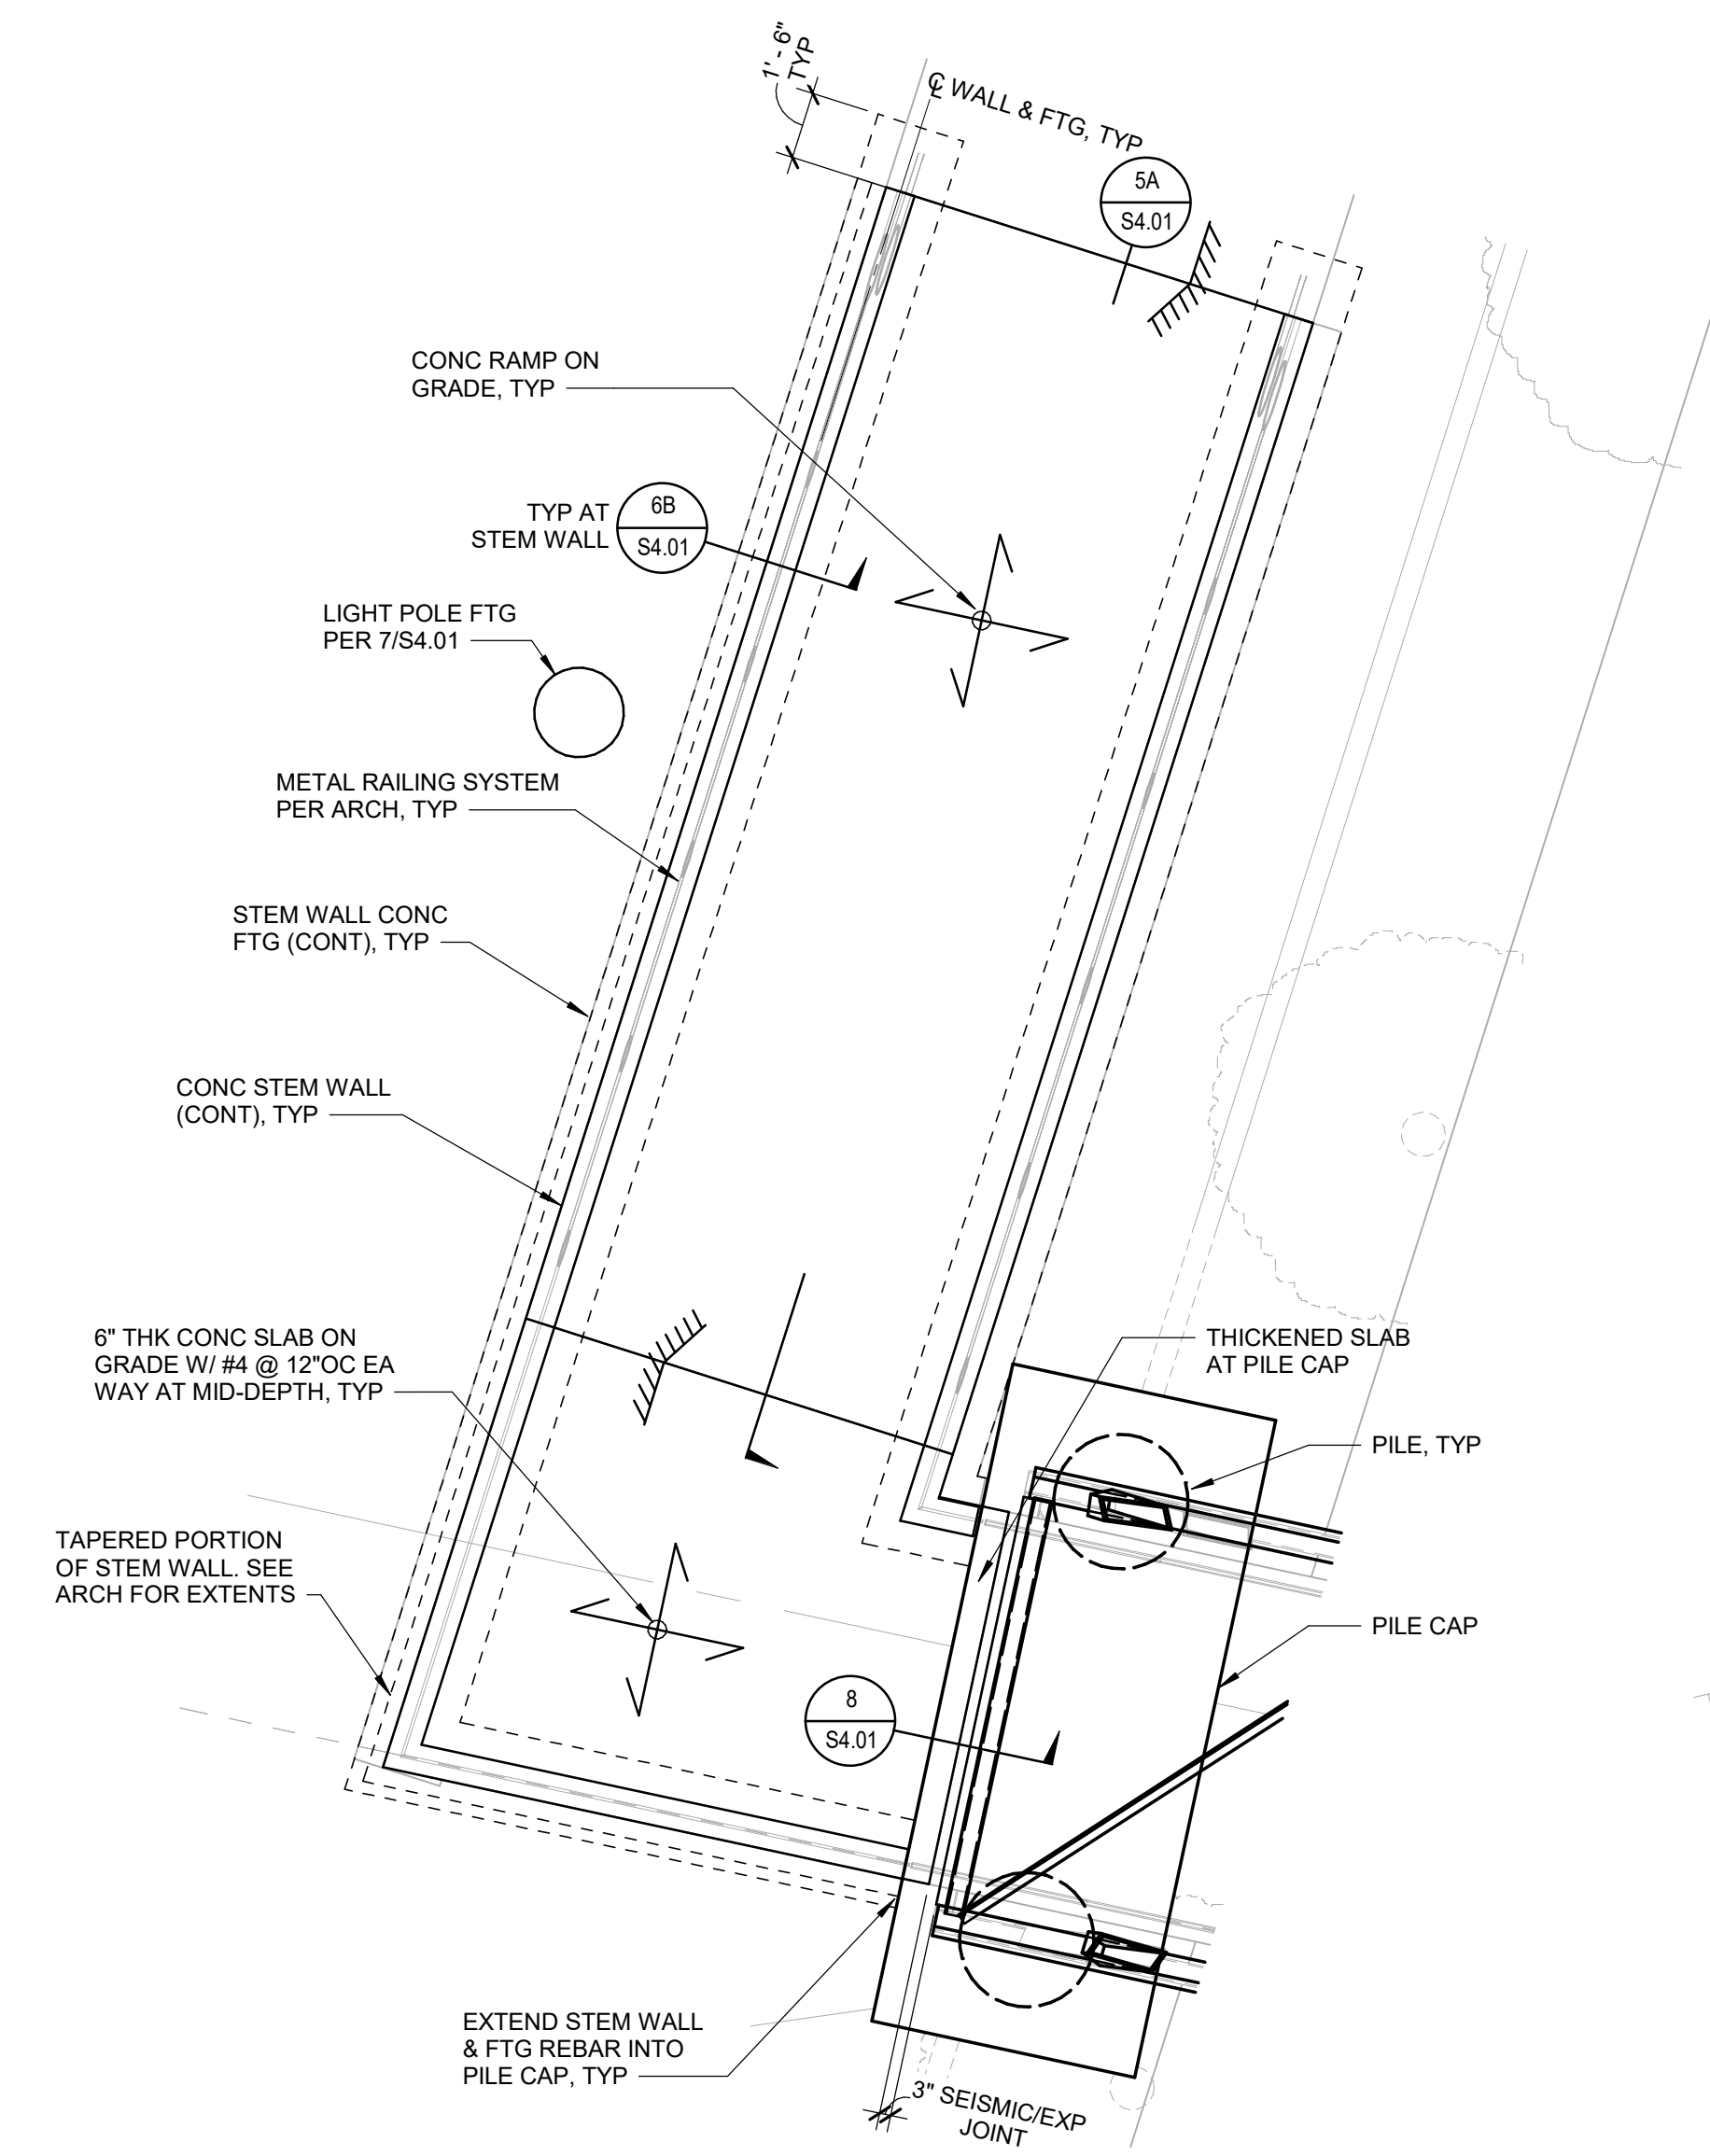 1' - 6"
TYP
℄ WALL & FTG, TYP
5A
S4.01
CONC RAMP ON
GRADE, TYP
TYP AT
STEM WALL
6B
S4.01
LIGHT POLE FTG
PER 7/S4.01
METAL RAILING SYSTEM
PER ARCH, TYP
STEM WALL CONC
FTG (CONT), TYP
CONC STEM WALL
(CONT), TYP
6" THK CONC SLAB ON
GRADE W/ #4 @ 12"OC EA
WAY AT MID-DEPTH, TYP
THICKENED SLAB
AT PILE CAP
PILE, TYP
TAPERED PORTION
OF STEM WALL. SEE
ARCH FOR EXTENTS
PILE CAP
8
S4.01
EXTEND STEM WALL
& FTG REBAR INTO
PILE CAP, TYP
3" SEISMIC/EXP
JOINT